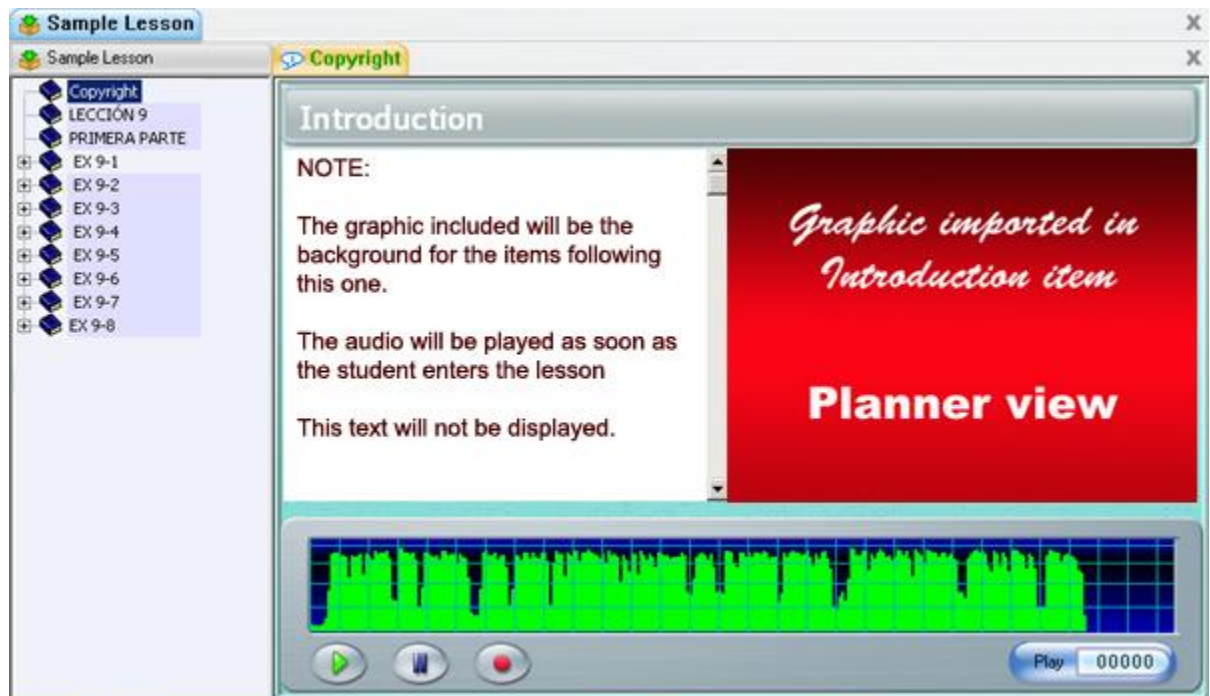 Sample Lesson
Sample Lesson
Copyright
LECCIÓN 9
PRIMERA PARTE
EX 9-1
EX 9-2
EX 9-3
EX 9-4
EX 9-5
EX 9-6
EX 9-7
EX 9-8
Copyright
Introduction
NOTE:
The graphic included will be the
background for the items following
this one.
The audio will be played as soon as
the student enters the lesson
This text will not be displayed.
Graphic imported in
Introduction item
Planner view
Play 00000